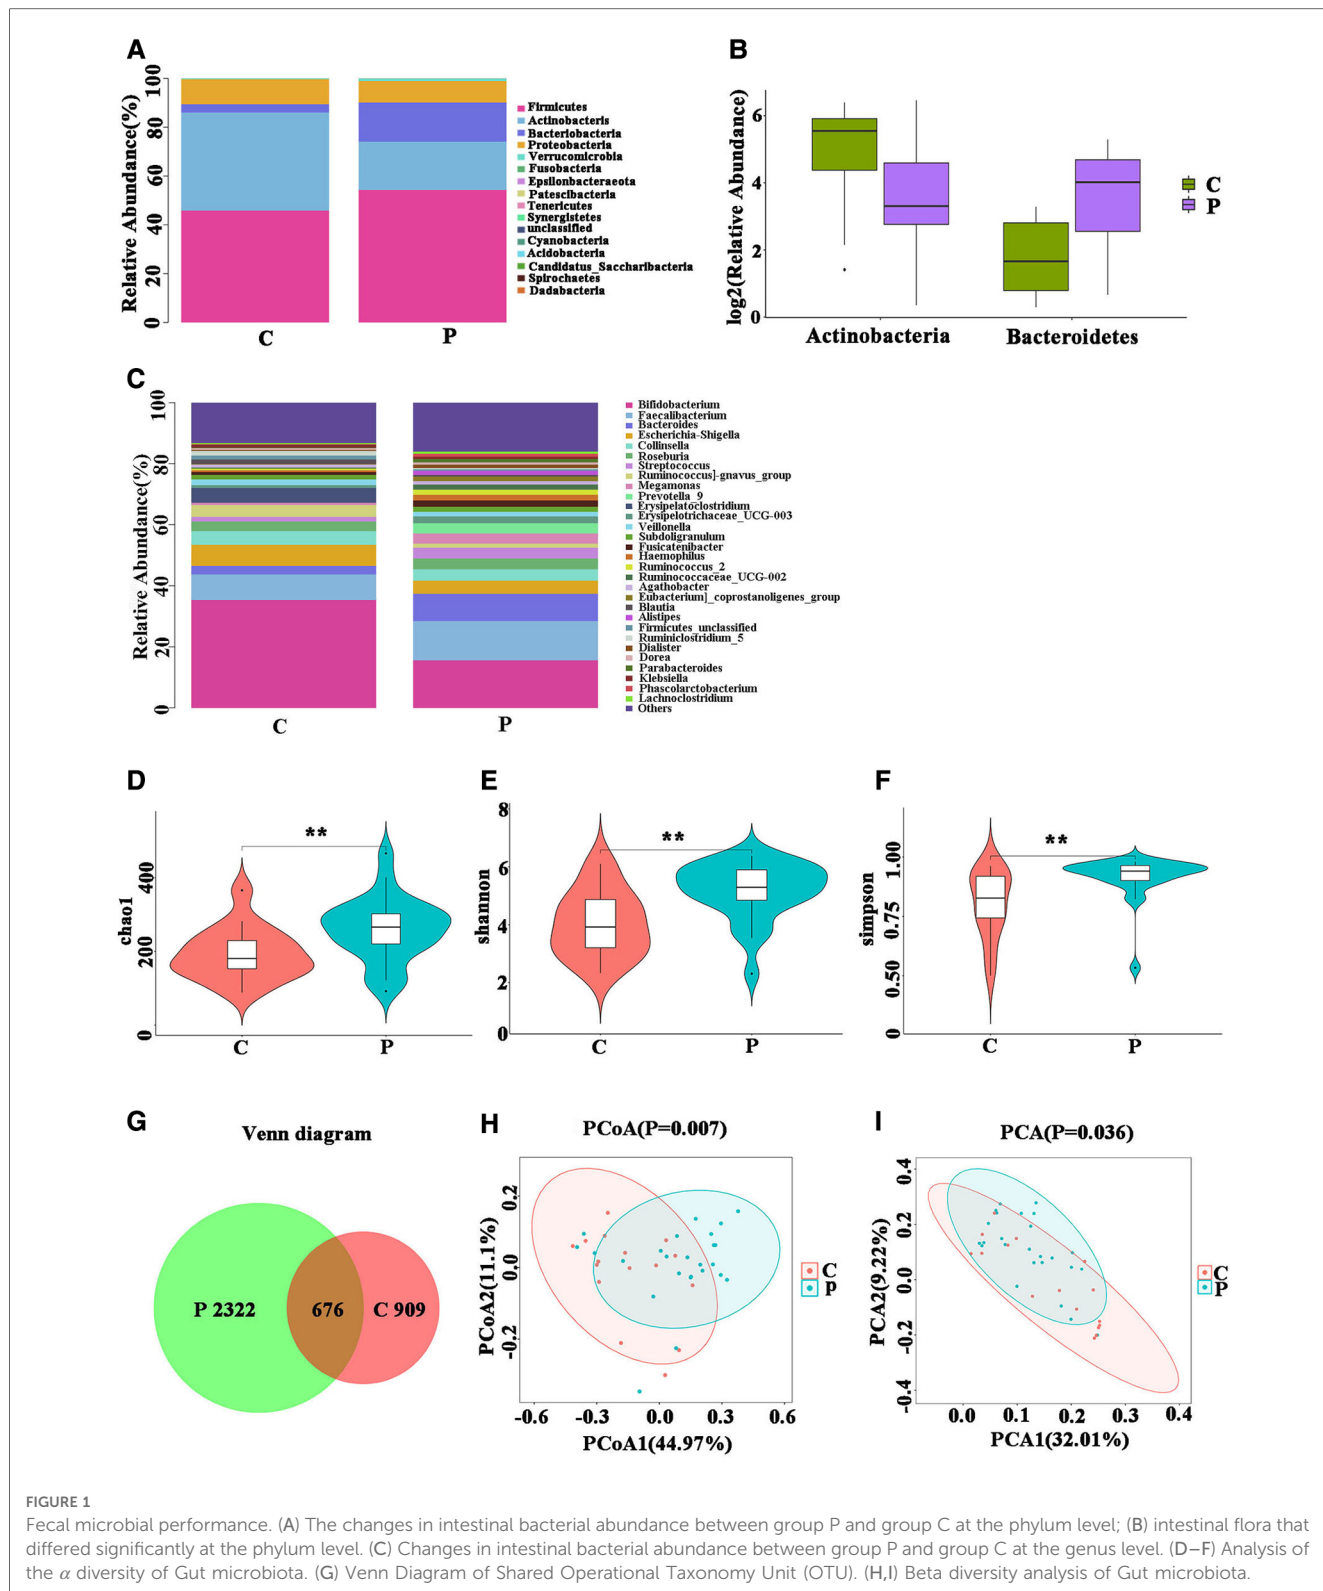 A
Relative Abundance(%)
0
20
40
60
80
100
C
P
Firmicutes
Actinobacteris
Bacteriobacteria
Proteobacteria
Verrucomicrobia
Fusobacteria
Epsilonbacteraeota
Patescibacteria
Tenericutes
Synergistetes
unclassified
Cyanobacteria
Acidobacteria
Candidatus_Saccharibacteria
Spirochaetes
Dadabacteria
B
log2(Relative Abundance)
0
2
4
6
Actinobacteria
Bacteroidetes
C
P
C
Relative Abundance(%)
0
20
40
60
80
100
C
P
Bifidobacterium
Faecalibacterium
Bacteroides
Escherichia-Shigella
Collinsella
Roseburia
Streptococcus
Ruminococcus]-gnavus_group
Megamonas
Prevotella_9
Erysipelatoclostridium
Erysipelotrichaceae_UCG-003
Veillonella
Subdoligranulum
Fusicatenibacter
Haemophilus
Ruminococcus_2
Ruminococcaceae_UCG-002
Agathobacter
Eubacterium]_coprostanoligenes_group
Blautia
Alistipes
Firmicutes_unclassified
Ruminiclostridium_5
Dialister
Dorea
Parabacteroides
Klebsiella
Phascolarctobacterium
Lachnoclostridium
Others
D
chao1
0
200
400
**
C
P
E
shannon
0
2
4
6
8
**
C
P
F
simpson
0
0.50
0.75
1.00
**
C
P
G
Venn diagram
P 2322
676
C 909
H
PCoA(P=0.007)
PCoA2(11.1%)
0.2
0.0
-0.2
-0.6
-0.3
0.0
0.3
0.6
PCoA1(44.97%)
C
P
I
PCA(P=0.036)
PCA2(9.22%)
0.4
0.2
0.0
-0.2
-0.4
0.0
0.1
0.2
0.3
0.4
PCA1(32.01%)
C
P
FIGURE 1
Fecal microbial performance. (A) The changes in intestinal bacterial abundance between group P and group C at the phylum level; (B) intestinal flora that
differed significantly at the phylum level. (C) Changes in intestinal bacterial abundance between group P and group C at the genus level. (D–F) Analysis of
the α diversity of Gut microbiota. (G) Venn Diagram of Shared Operational Taxonomy Unit (OTU). (H,I) Beta diversity analysis of Gut microbiota.